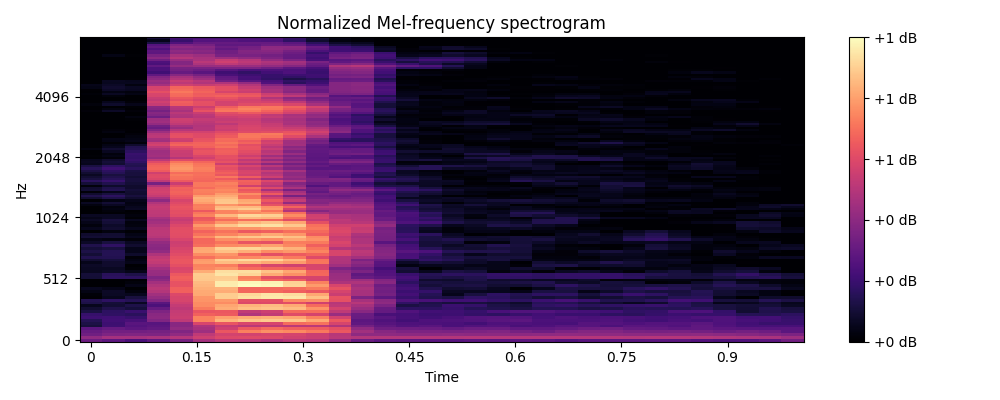 Normalized Mel-frequency spectrogram
Hz
4096
2048
1024
512
0
0 0.15 0.3 0.45 0.6 0.75 0.9
Time
+1 dB
+1 dB
+1 dB
+0 dB
+0 dB
+0 dB